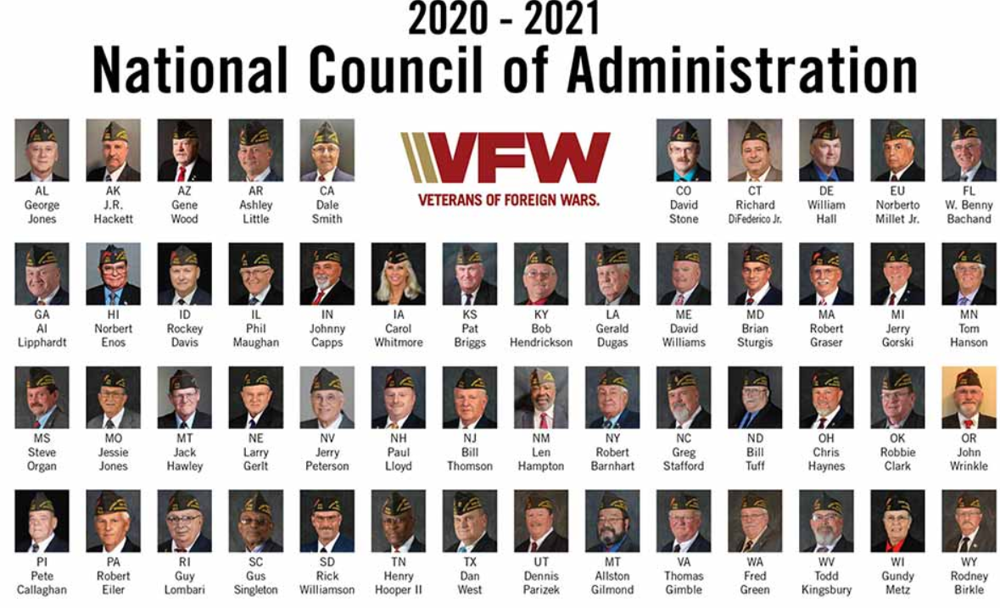 2020 - 2021
National Council of Administration
VFW
VETERANS OF FOREIGN WARS.
AL
George
Jones
AK
J.R.
Hackett
AZ
Gene
Wood
AR
Ashley
Little
CA
Dale
Smith
CO
David
Stone
CT
Richard
DiFederico Jr.
DE
William
Hall
EU
Norberto
Millet Jr.
FL
W. Benny
Bachand
GA
Al
Lipphardt
HI
Norbert
Enos
ID
Rockey
Davis
IL
Phil
Maughan
IN
Johnny
Capps
IA
Carol
Whitmore
KS
Pat
Briggs
KY
Bob
Hendrickson
LA
Gerald
Dugas
ME
David
Williams
MD
Brian
Sturgis
MA
Robert
Graser
MI
Jerry
Gorski
MN
Tom
Hanson
MS
Steve
Organ
MO
Jessie
Jones
MT
Jack
Hawley
NE
Larry
Gerlt
NV
Jerry
Peterson
NH
Paul
Lloyd
NJ
Bill
Thomson
NM
Len
Hampton
NY
Robert
Barnhart
NC
Greg
Stafford
ND
Bill
Tuff
OH
Chris
Haynes
OK
Robbie
Clark
OR
John
Wrinkle
PI
Pete
Callaghan
PA
Robert
Eiler
RI
Guy
Lombari
SC
Gus
Singleton
SD
Rick
Williamson
TN
Henry
Hooper II
TX
Dan
West
UT
Dennis
Parizek
MT
Allston
Gilmond
VA
Thomas
Gimble
WA
Fred
Green
WV
Todd
Kingsbury
WI
Gundy
Metz
WY
Rodney
Birkle